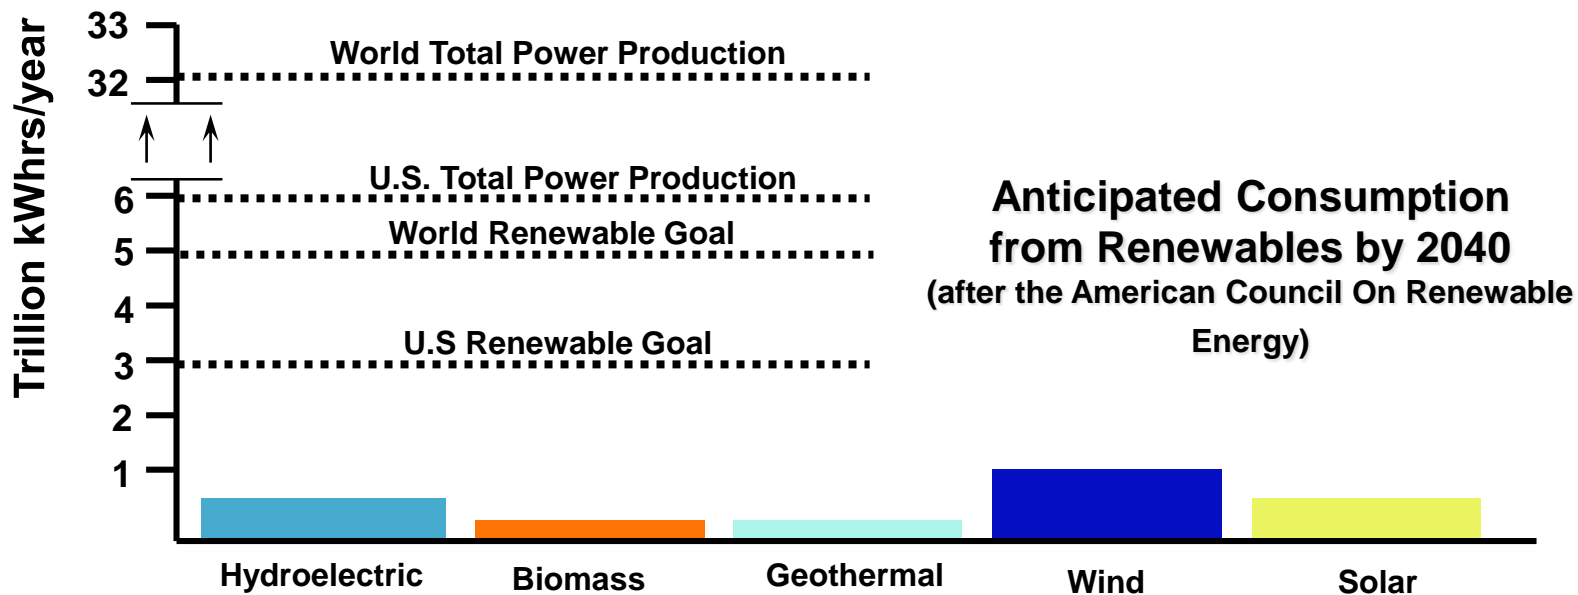 Trillion kWhrs/year
33
World Total Power Production
32
U.S. Total Power Production
6
World Renewable Goal
5
4
U.S Renewable Goal
3
2
1
Anticipated Consumption
from Renewables by 2040
(after the American Council On Renewable
Energy)
Hydroelectric
Biomass
Geothermal
Wind
Solar